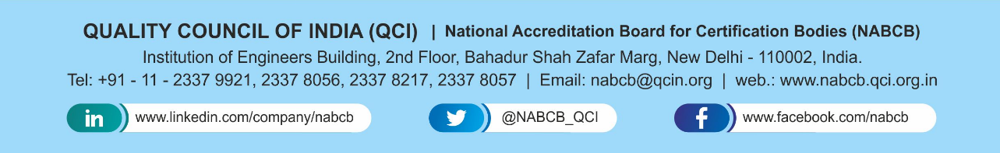 QUALITY COUNCIL OF INDIA (QCI) | National Accreditation Board for Certification Bodies (NABCB)
Institution of Engineers Building, 2nd Floor, Bahadur Shah Zafar Marg, New Delhi - 110002, India.
Tel: +91 - 11 - 2337 9921, 2337 8056, 2337 8217, 2337 8057 | Email: nabcb@qcin.org | web.: www.nabcb.qci.org.in
in www.linkedin.com/company/nabcb @NABCB_QCI f www.facebook.com/nabcb